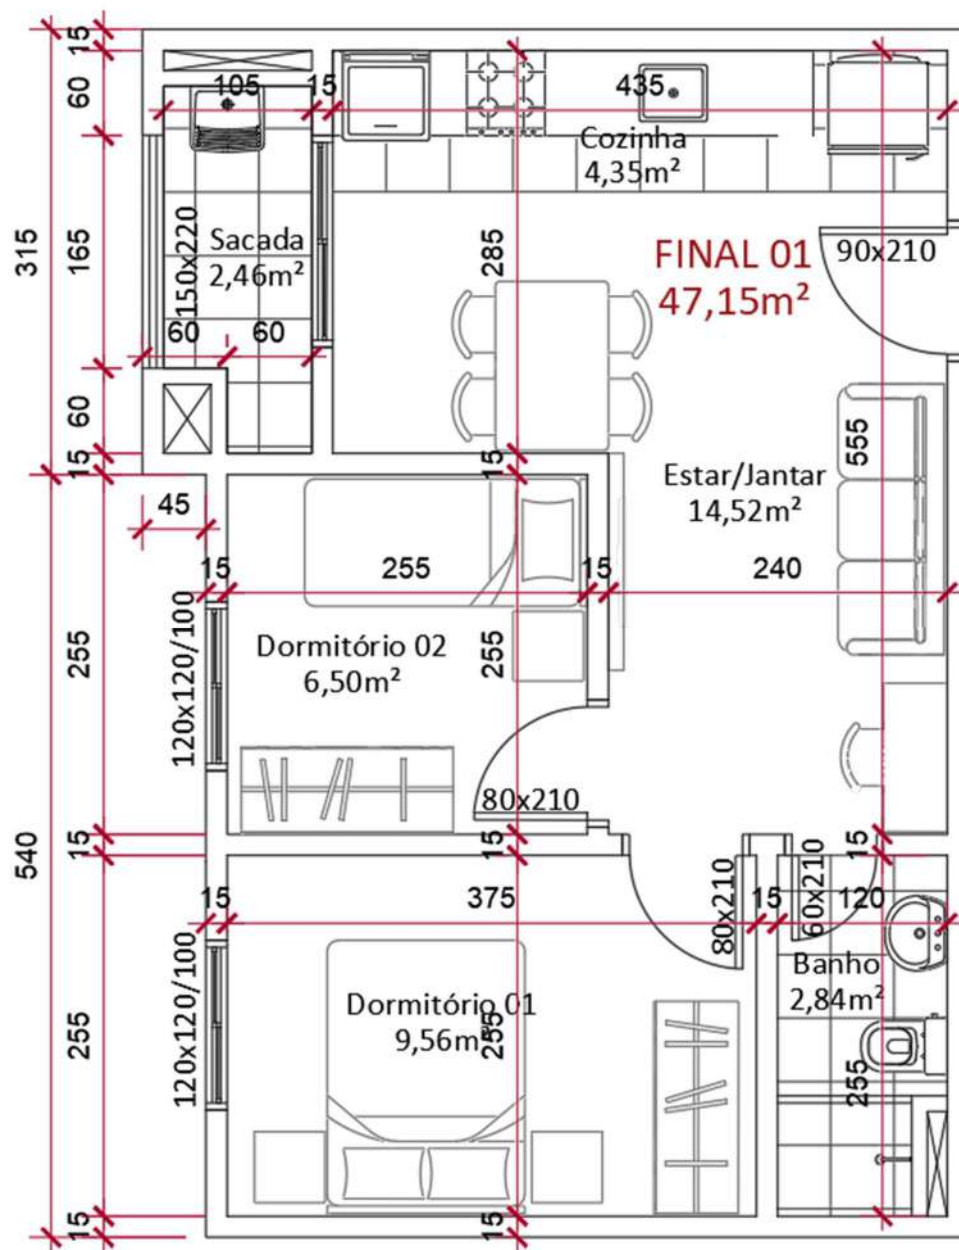 15
60
105
15
435
Cozinha
4,35m²
315
165
150x220
Sacada
2,46m²
285
FINAL 01
47,15m²
90x210
60
60
60
555
15
15
Estar/Jantar
14,52m²
45
15
255
15
240
255
120x120/100
Dormitório 02
6,50m²
255
80x210
540
15
15
15
15
375
80x210
15
60x210
120
255
120x120/100
Dormitório 01
9,56m²
255
Banho
2,84m²
255
15
15